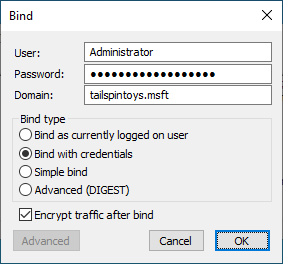 Bind
User: Administrator
Password: ●●●●●●●●●●●●●●●●●●
Domain: tailspintoys.msft
Bind type
Bind as currently logged on user
Bind with credentials
Simple bind
Advanced (DIGEST)
Encrypt traffic after bind
Advanced Cancel OK